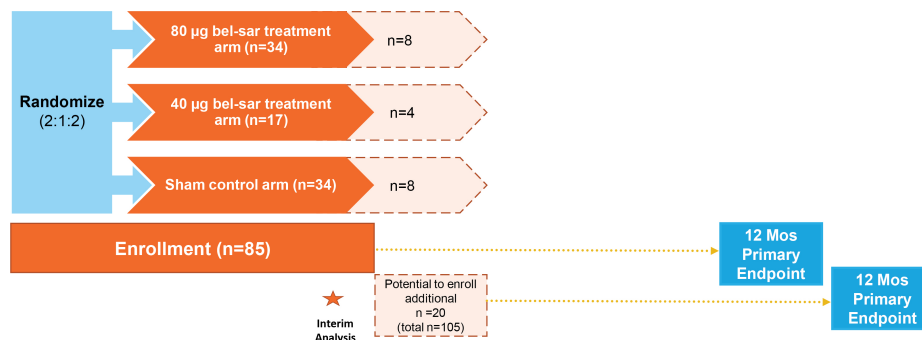 80 µg bel-sar treatment
arm (n=34)
n=8
Randomize
(2:1:2)
40 µg bel-sar treatment
arm (n=17)
n=4
Sham control arm (n=34)
n=8
Enrollment (n=85)
12 Mos
Primary
Endpoint
Potential to enroll
additional
n =20
(total n=105)
Interim
Analysis
12 Mos
Primary
Endpoint